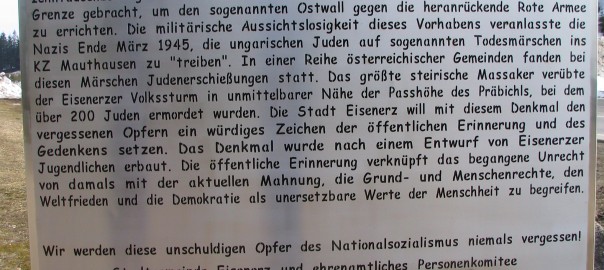 Grenze gebracht, um den sogenannten Ostwall gegen die heranrückende Rote Armee
zu errichten. Die militärische Aussichtslosigkeit dieses Vorhabens veranlasste die
Nazis Ende März 1945, die ungarischen Juden auf sogenannten Todesmärschen ins
KZ Mauthausen zu "treiben". In einer Reihe österreichischer Gemeinden fanden bei
diesen Märschen Judenerschießungen statt. Das größte steirische Massaker verübte
der Eisenerzer Volkssturm in unmittelbarer Nähe der Passhöhe des Präbichls, bei dem
über 200 Juden ermordet wurden. Die Stadt Eisenerz will mit diesem Denkmal den
vergessenen Opfern ein würdiges Zeichen der öffentlichen Erinnerung und des
Gedenkens setzen. Das Denkmal wurde nach einem Entwurf von Eisenerzer
Jugendlichen erbaut. Die öffentliche Erinnerung verknüpft das begangene Unrecht
von damals mit der aktuellen Mahnung, die Grund- und Menschenrechte, den
Weltfrieden und die Demokratie als unersetzbare Werte der Menschheit zu begreifen.
Wir werden diese unschuldigen Opfer des Nationalsozialismus niemals vergessen!
Eisenerz und ehrenamtliches Personenkomitee